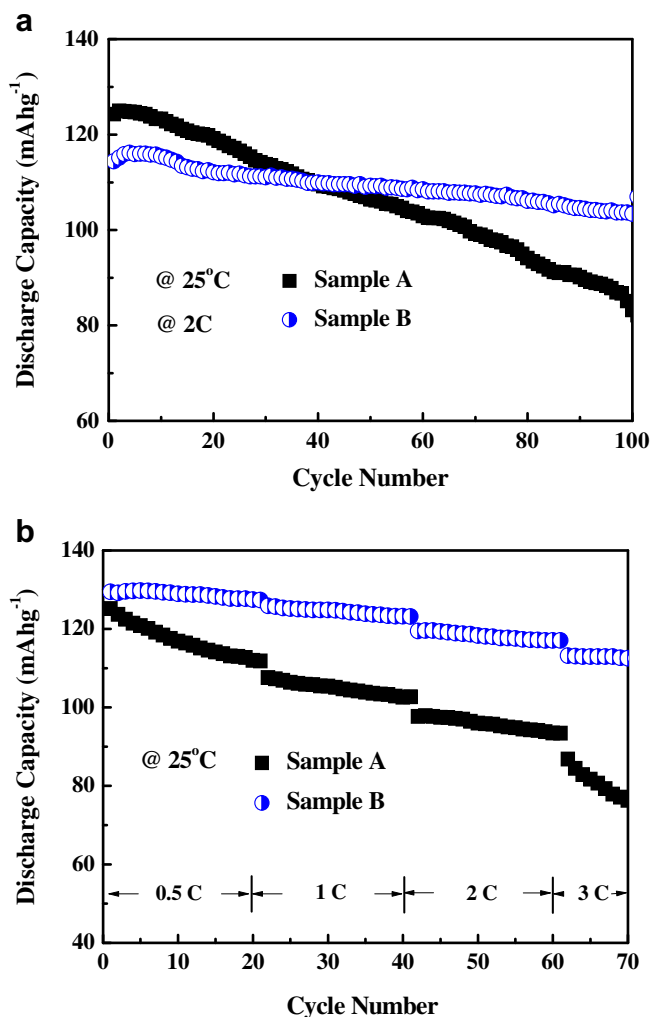 a
140
120
100
80
60
Discharge Capacity (mAhg⁻¹)
@ 25°C Sample A
@ 2C Sample B
0 20 40 60 80 100
Cycle Number
b
140
120
100
80
60
40
Discharge Capacity (mAhg⁻¹)
@ 25°C Sample A
Sample B
0.5 C 1 C 2 C 3 C
0 10 20 30 40 50 60 70
Cycle Number